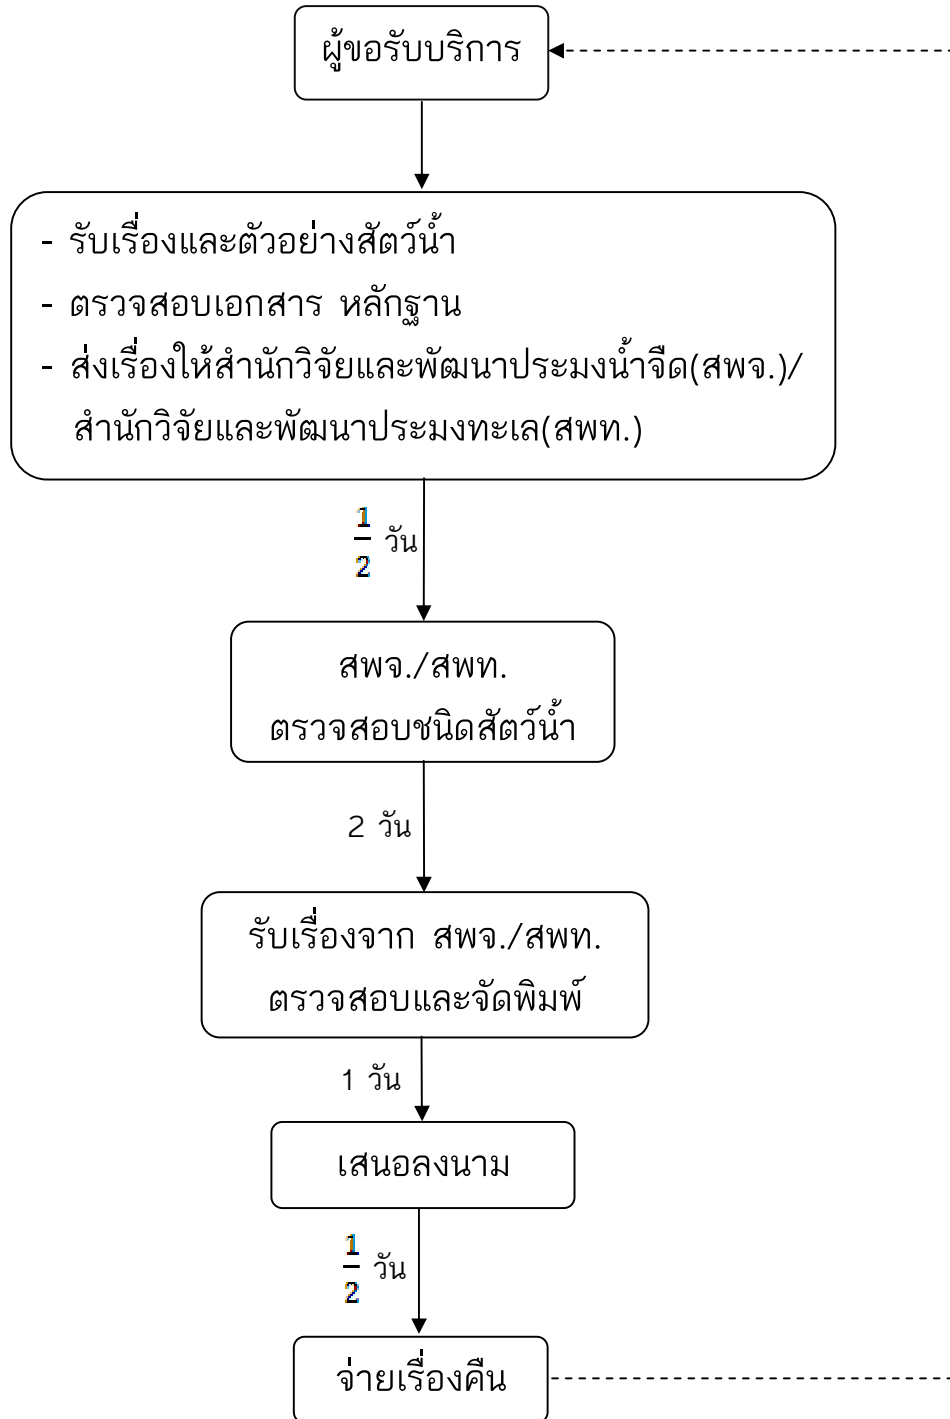 ผู้ขอรับบริการ
- รับเรื่องและตัวอย่างสัตว์น้ำ
- ตรวจสอบเอกสาร หลักฐาน
- ส่งเรื่องให้สำนักวิจัยและพัฒนาประมงน้ำจืด(สพจ.)/
สำนักวิจัยและพัฒนาประมงทะเล(สพท.)
1/2 วัน
สพจ./สพท.
ตรวจสอบชนิดสัตว์น้ำ
2 วัน
รับเรื่องจาก สพจ./สพท.
ตรวจสอบและจัดพิมพ์
1 วัน
เสนอลงนาม
1/2 วัน
จ่ายเรื่องคืน